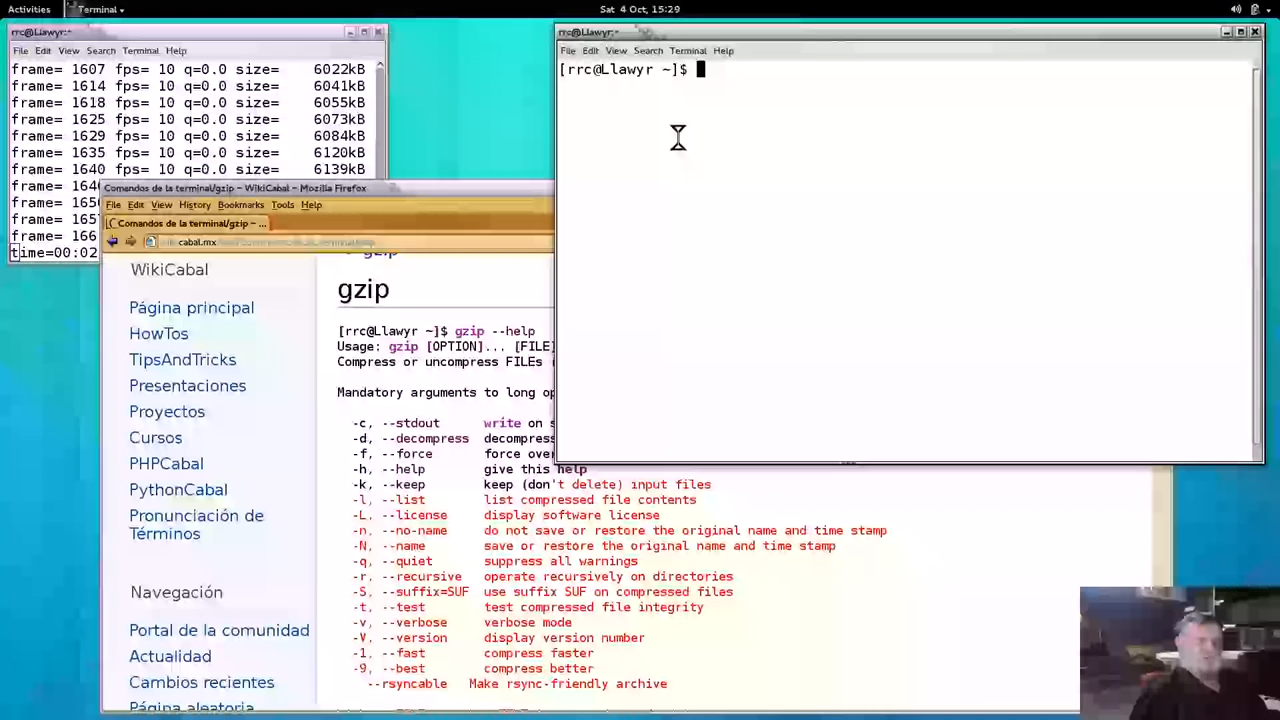 Activities Terminal Sat 4 Oct, 15:29
rrc@Llawyr:~
File Edit View Search Terminal Help
frame= 1607 fps= 10 q=0.0 size= 6022kB
frame= 1614 fps= 10 q=0.0 size= 6041kB
frame= 1618 fps= 10 q=0.0 size= 6055kB
frame= 1625 fps= 10 q=0.0 size= 6073kB
frame= 1629 fps= 10 q=0.0 size= 6084kB
frame= 1635 fps= 10 q=0.0 size= 6120kB
frame= 1640 fps= 10 q=0.0 size= 6139kB
frame= 
frame= 
frame= 
frame= 
time=00:02
rrc@Llawyr:~
File Edit View Search Terminal Help
[rrc@Llawyr ~]$
Comandos de la terminal/gzip - WikiCabal - Mozilla Firefox
File Edit View History Bookmarks Tools Help
Comandos de la terminal/gzip - ...
cabal.mx
WikiCabal
Página principal
HowTos
TipsAndTricks
Presentaciones
Proyectos
Cursos
PHPCabal
PythonCabal
Pronunciación de
Términos
Navegación
Portal de la comunidad
Actualidad
Cambios recientes
Página aleatoria
gzip
[rrc@Llawyr ~]$ gzip --help
Usage: gzip [OPTION]... [FILE]
Compress or uncompress FILEs
Mandatory arguments to long
-c, --stdout write on
-d, --decompress decompress
-f, --force force
-h, --help give this help
-k, --keep keep (don't delete) input files
-l, --list list compressed file contents
-L, --license display software license
-n, --no-name do not save or restore the original name and time stamp
-N, --name save or restore the original name and time stamp
-q, --quiet suppress all warnings
-r, --recursive operate recursively on directories
-S, --suffix=SUF use suffix SUF on compressed files
-t, --test test compressed file integrity
-v, --verbose verbose mode
-V, --version display version number
-1, --fast compress faster
-9, --best compress better
--rsyncable Make rsync-friendly archive